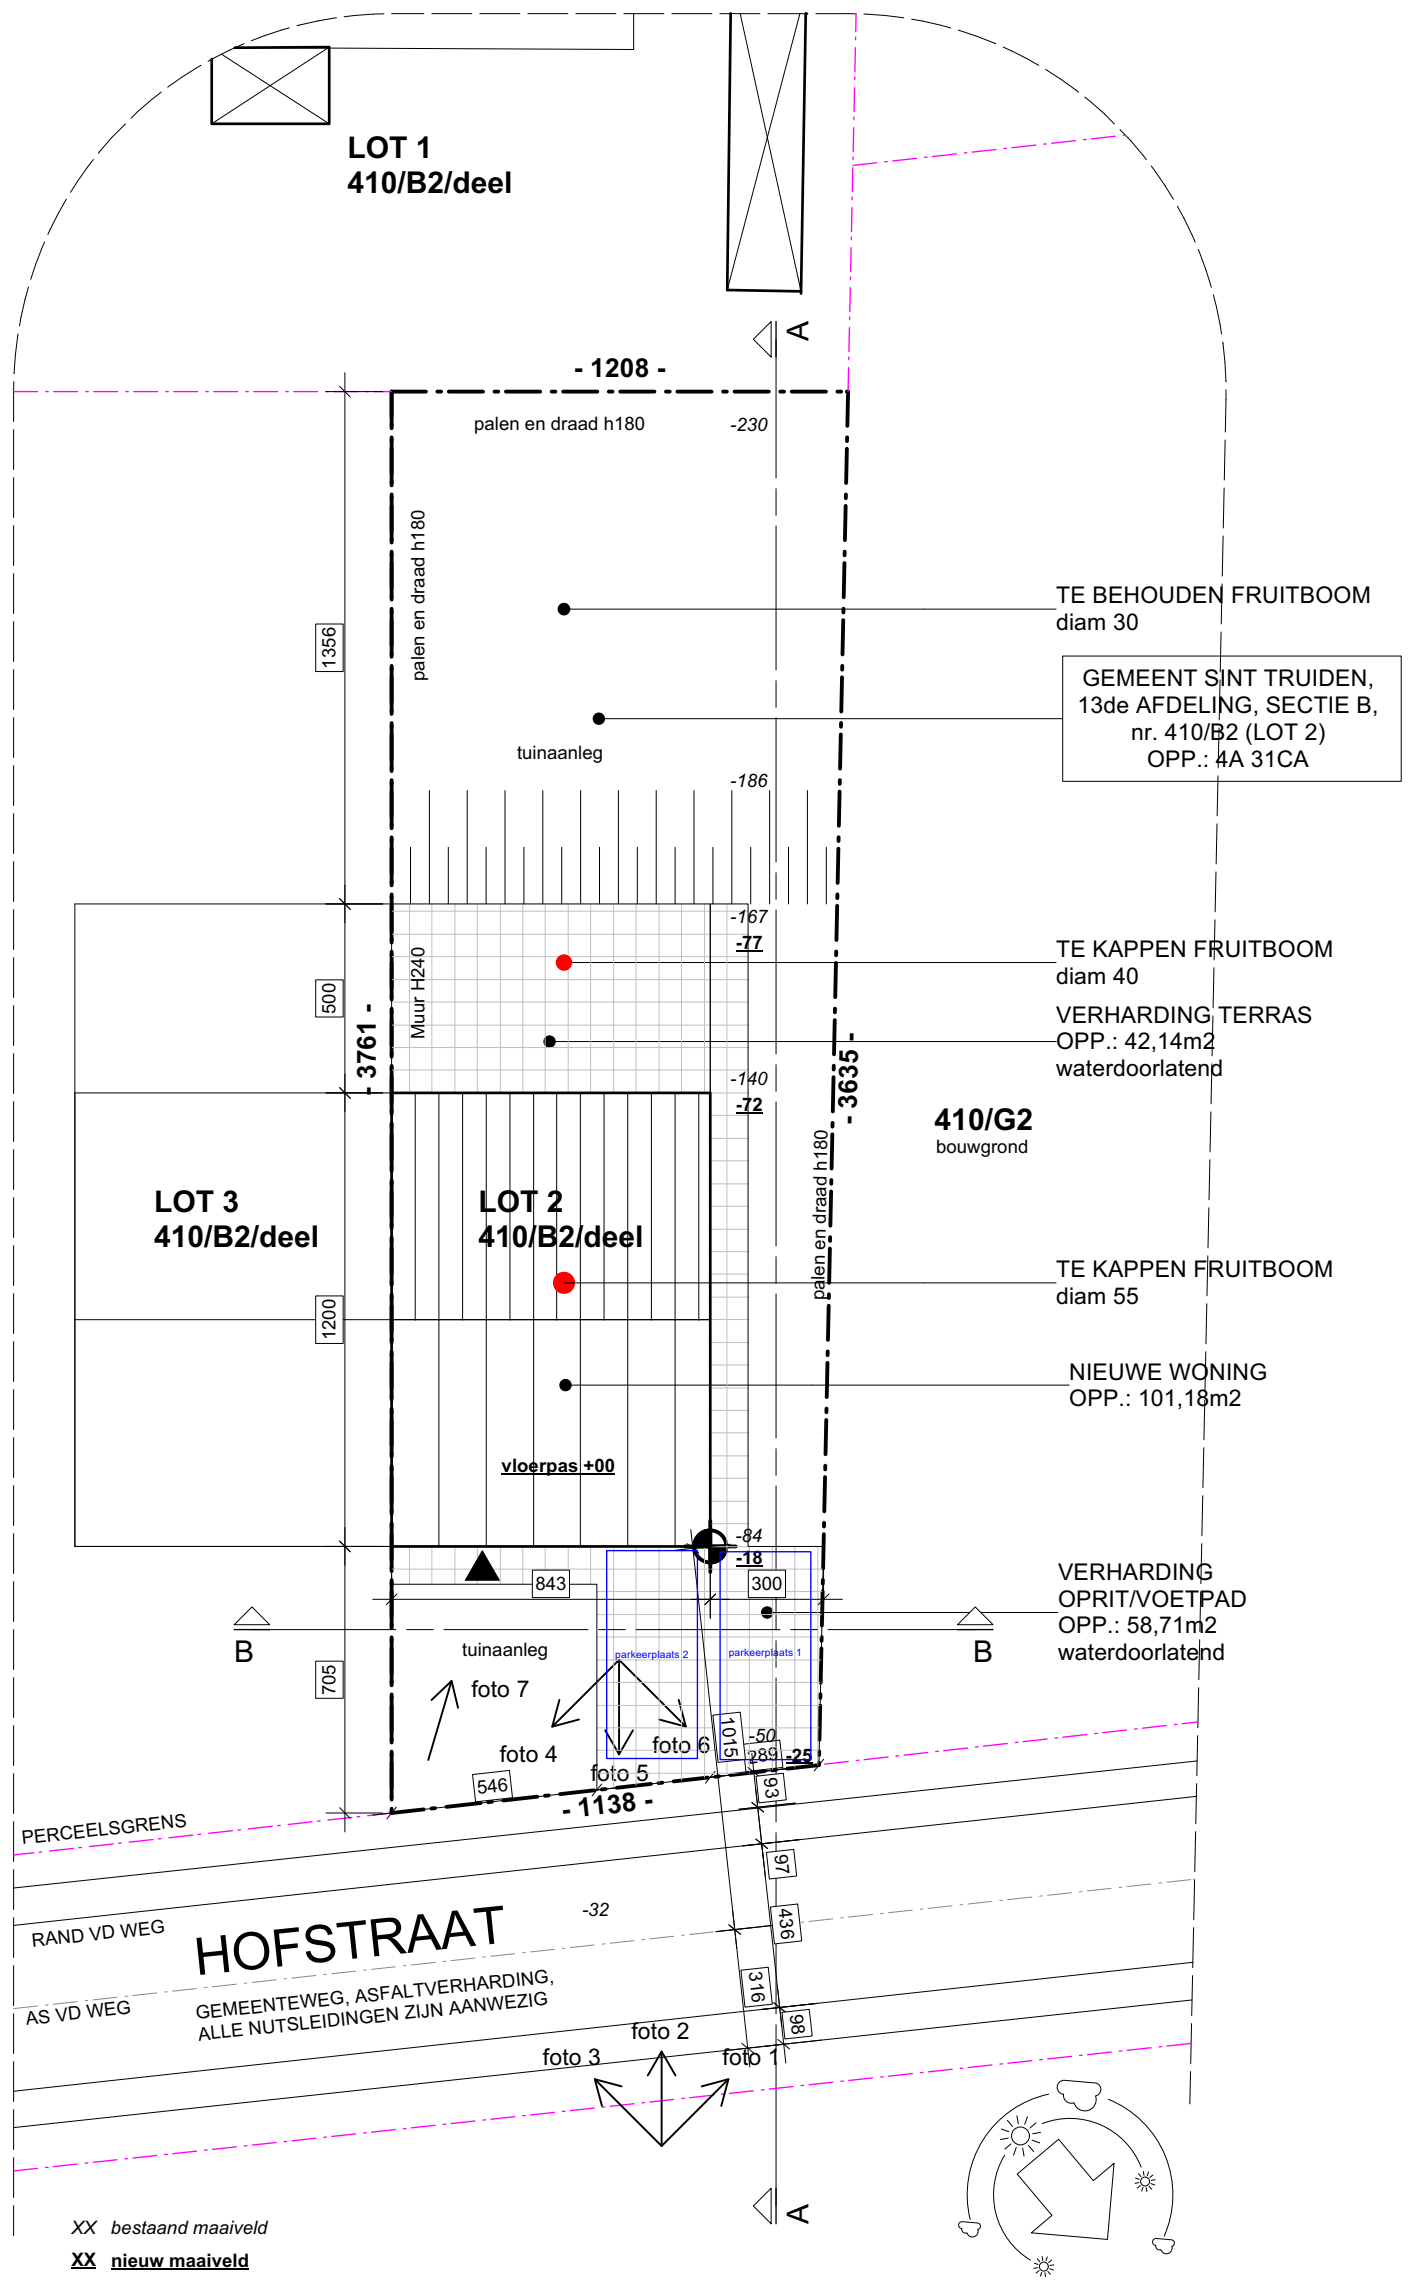 LOT 1
410/B2/deel
A
- 1208 -
palen en draad h180
-230
palen en draad h180
1356
TE BEHOUDEN FRUITBOOM
diam 30
GEMEENT SINT TRUIDEN,
13de AFDELING, SECTIE B,
nr. 410/B2 (LOT 2)
OPP.: 4A 31CA
tuinaanleg
-186
-167
-77
Muur H240
500
- 3761 -
TE KAPPEN FRUITBOOM
diam 40
VERHARDING TERRAS
OPP.: 42,14m2
waterdoorlatend
- 3635 -
-140
-72
410/G2
bouwgrond
palen en draad h180
LOT 3
410/B2/deel
LOT 2
410/B2/deel
1200
TE KAPPEN FRUITBOOM
diam 55
NIEUWE WONING
OPP.: 101,18m2
vloerpas +00
-84
-18
843
300
VERHARDING
OPRIT/VOETPAD
OPP.: 58,71m2
waterdoorlatend
B
B
tuinaanleg
parkeerplaats 2
parkeerplaats 1
705
foto 7
foto 4
foto 5
foto 6
1015
-50
289
-25
546
- 1138 -
93
PERCEELSGRENS
97
RAND VD WEG
HOFSTRAAT
-32
436
AS VD WEG
GEMEENTEWEG, ASFALTVERHARDING,
ALLE NUTSLEIDINGEN ZIJN AANWEZIG
316
98
foto 3
foto 2
foto 1
A
XX bestaand maaiveld
XX nieuw maaiveld